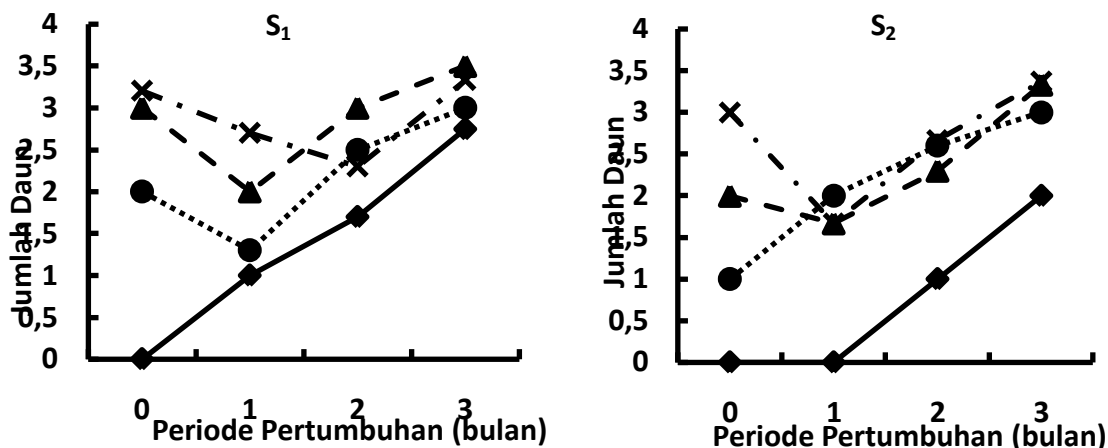 S₁
Jumlah Daun
4
3,5
3
2,5
2
1,5
1
0,5
0
0 1 2 3
Periode Pertumbuhan (bulan)
S₂
Jumlah Daun
4
3,5
3
2,5
2
1,5
1
0,5
0
0 1 2 3
Periode Pertumbuhan (bulan)